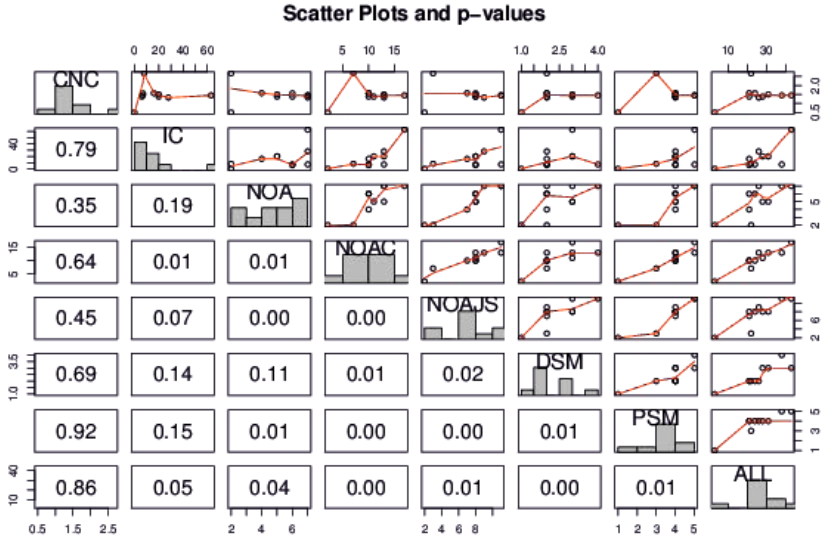 Scatter Plots and p−values
0 20 40 60 5 10 15 1.0 2.5 4.0 10 30
CNC 0.5 2.0
0 40 0.79 IC
0.35 0.19 NOA 2 5
5 15 0.64 0.01 0.01 NOAC
0.45 0.07 0.00 0.00 NOAJS 2 6
1.0 3.5 0.69 0.14 0.11 0.01 0.02 DSM
0.92 0.15 0.01 0.00 0.00 0.01 PSM 1 3 5
10 40 0.86 0.05 0.04 0.00 0.01 0.00 0.01 ALL
0.5 1.5 2.5 2 4 6 2 4 6 8 1 2 3 4 5